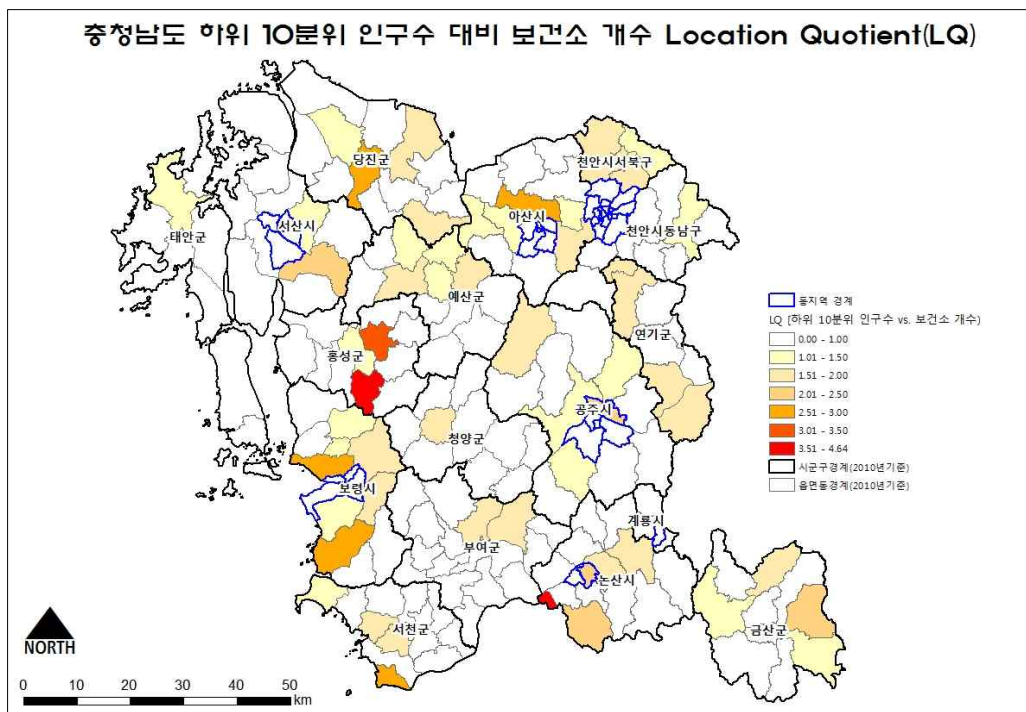 충청남도 하위 10분위 인구수 대비 보건소 개수 Location Quotient(LQ)
당진군
천안시서북구
아산시
서산시
천안시동남구
태안군
예산군
연기군
홍성군
공주시
청양군
보령시
계룡시
부여군
논산시
서천군
금산군
동지역 경계
LQ [하위 10분위 인구수 vs. 보건소 개수)
0.00 - 1.00
1.01 - 1.50
1.51 - 2.00
2.01 - 2.50
2.51 - 3.00
3.01 - 3.50
3.51 - 4.64
시군구경계(2010년기준)
읍면동경계(2010년기준)
NORTH
0 10 20 30 40 50
km